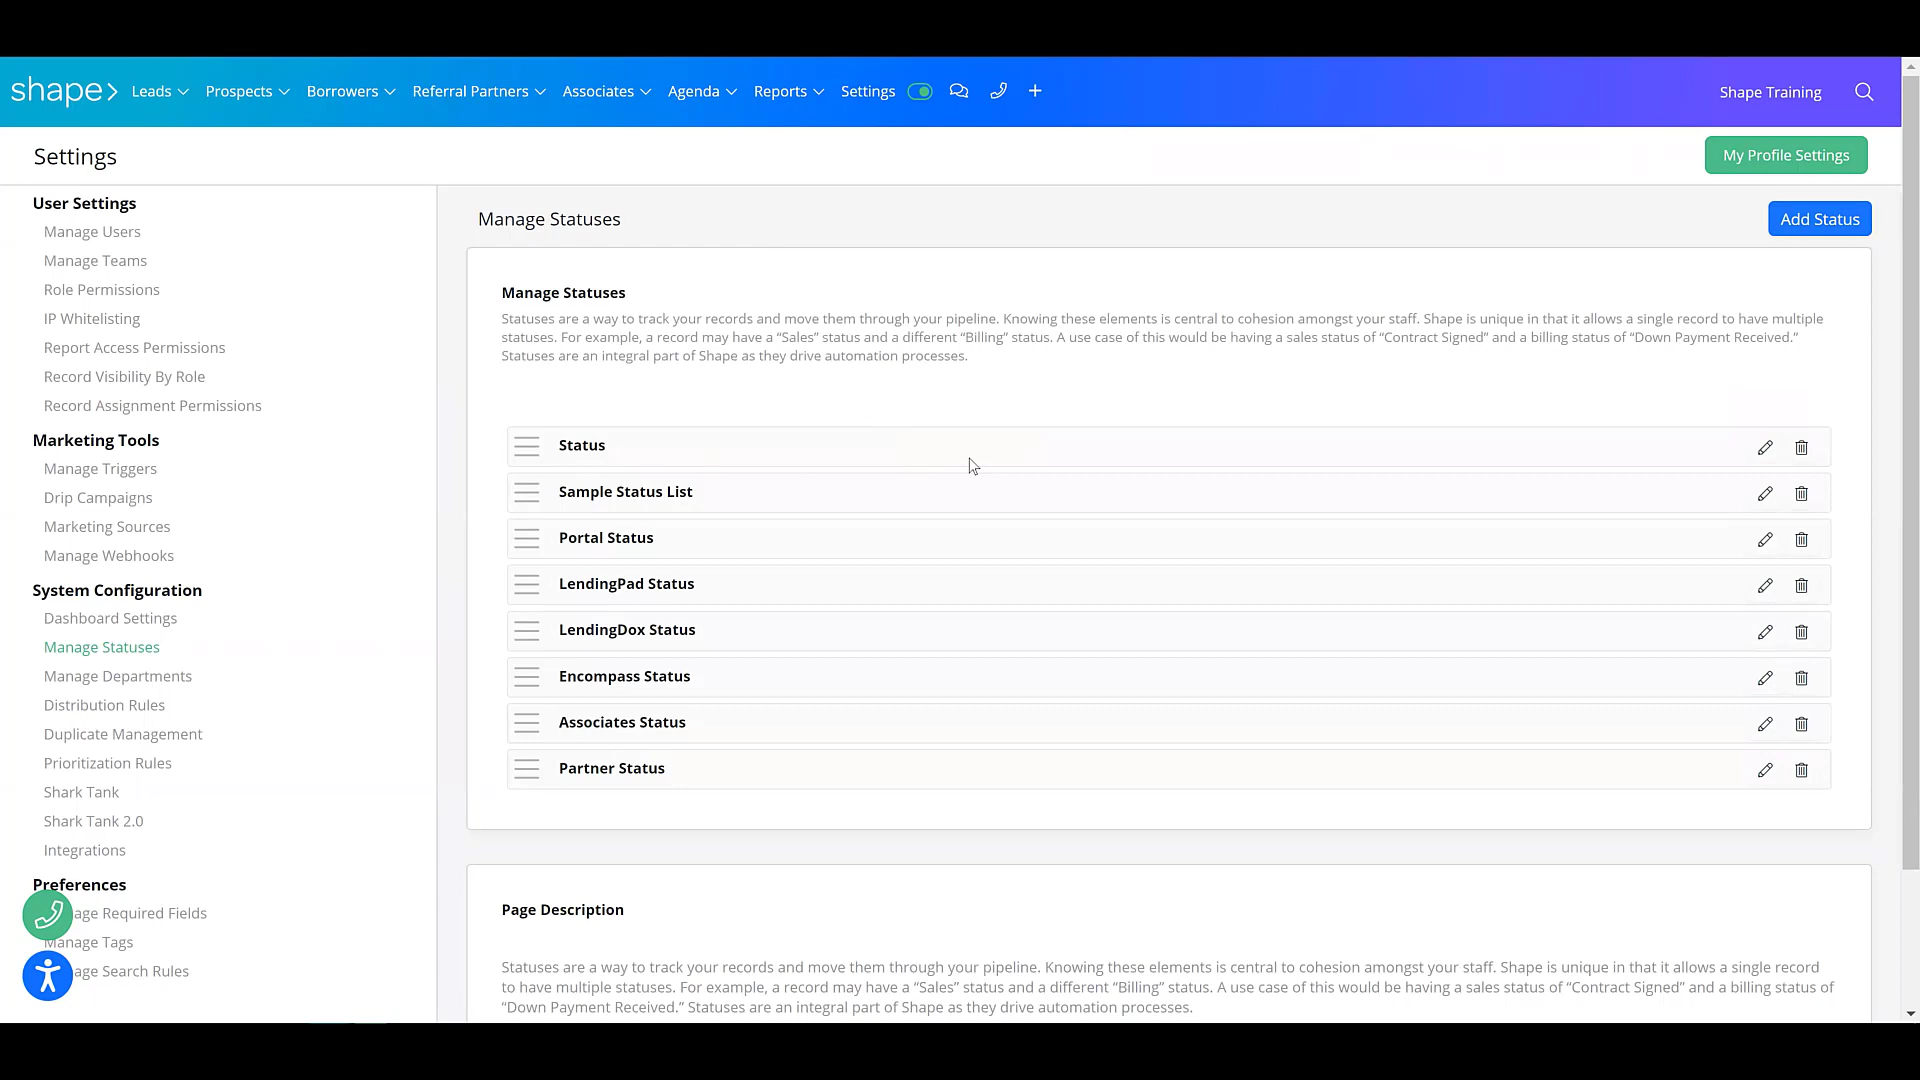 shape> Leads Prospects Borrowers Referral Partners Associates Agenda Reports Settings Shape Training
Settings
My Profile Settings
User Settings
Manage Users
Manage Teams
Role Permissions
IP Whitelisting
Report Access Permissions
Record Visibility By Role
Record Assignment Permissions
Marketing Tools
Manage Triggers
Drip Campaigns
Marketing Sources
Manage Webhooks
System Configuration
Dashboard Settings
Manage Statuses
Manage Departments
Distribution Rules
Duplicate Management
Prioritization Rules
Shark Tank
Shark Tank 2.0
Integrations
Preferences
age Required Fields
Manage Tags
age Search Rules
Manage Statuses
Add Status
Manage Statuses
Statuses are a way to track your records and move them through your pipeline. Knowing these elements is central to cohesion amongst your staff. Shape is unique in that it allows a single record to have multiple
statuses. For example, a record may have a “Sales” status and a different “Billing” status. A use case of this would be having a sales status of “Contract Signed” and a billing status of “Down Payment Received.”
Statuses are an integral part of Shape as they drive automation processes.
Status
Sample Status List
Portal Status
LendingPad Status
LendingDox Status
Encompass Status
Associates Status
Partner Status
Page Description
Statuses are a way to track your records and move them through your pipeline. Knowing these elements is central to cohesion amongst your staff. Shape is unique in that it allows a single record
to have multiple statuses. For example, a record may have a “Sales” status and a different “Billing” status. A use case of this would be having a sales status of “Contract Signed” and a billing status of
“Down Payment Received.” Statuses are an integral part of Shape as they drive automation processes.